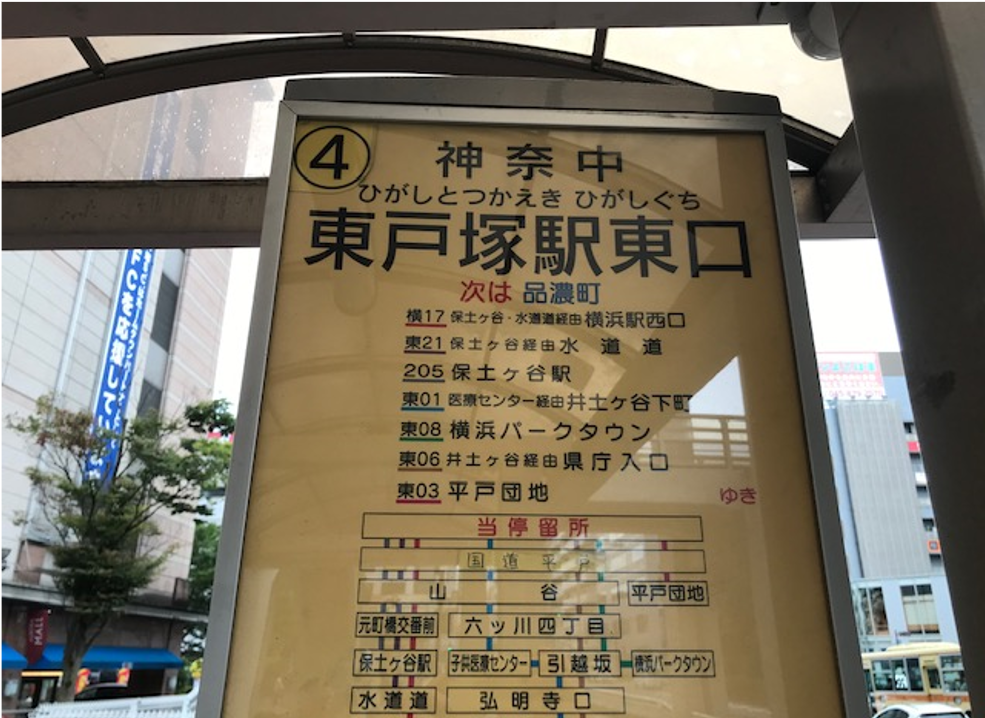 ④ 神奈中
ひがしとつかえき ひがしぐち
東戸塚駅東口
次は 品濃町
横17 保土ヶ谷・水道道経由 横浜駅西口
東21 保土ヶ谷経由 水道道
205 保土ヶ谷駅
東01 医療センター経由 井土ヶ谷下町
東08 横浜パークタウン
東06 井土ヶ谷経由 県庁入口
東03 平戸団地 ゆき
当停留所
国道平戸
山谷 平戸団地
元町橋交番前 六ッ川四丁目
保土ヶ谷駅 子供医療センター 引越坂 横浜パークタウン
水道道 弘明寺口
MALL